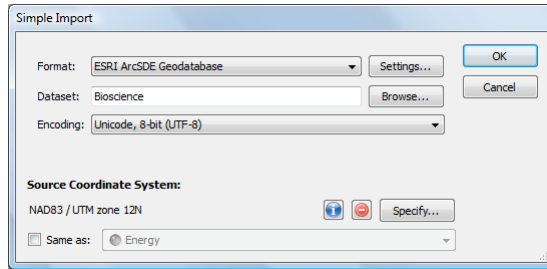 Simple Import
Format: ESRI ArcSDE Geodatabase Settings... OK
Dataset: Bioscience Browse... Cancel
Encoding: Unicode, 8-bit (UTF-8)
Source Coordinate System:
NAD83 / UTM zone 12N Specify...
Same as: Energy